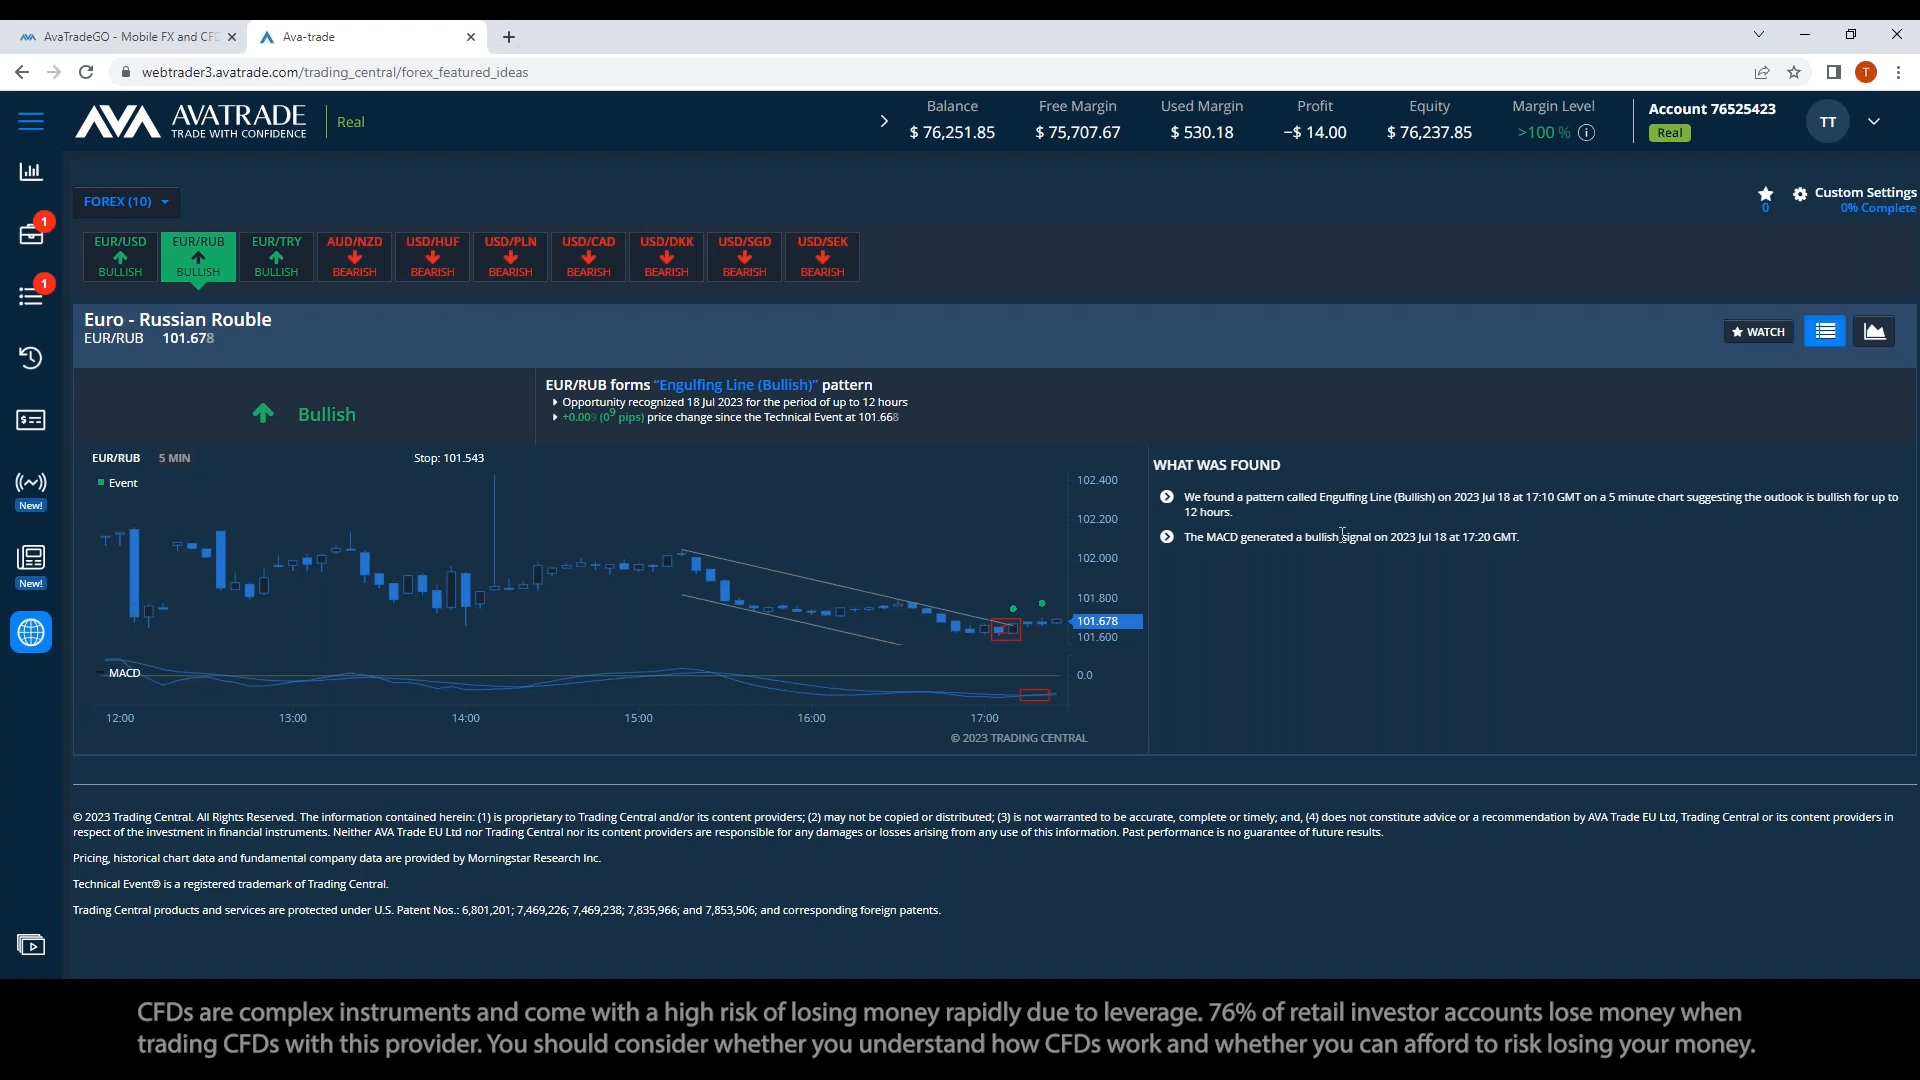 AVA AvaTradeGO - Mobile FX and CFD
Ava-trade
webtrader3.avatrade.com/trading_central/forex_featured_ideas
T
AVA AVATRADE
TRADE WITH CONFIDENCE
Real
Balance Free Margin Used Margin Profit Equity Margin Level
$ 76,251.85 $ 75,707.67 $ 530.18 −$ 14.00 $ 76,237.85 >100 %
Account 76525423
Real
TT
1
1
New!
New!
FOREX (10)
0
Custom Settings
0% Complete
EUR/USD EUR/RUB EUR/TRY AUD/NZD USD/HUF USD/PLN USD/CAD USD/DKK USD/SGD USD/SEK
BULLISH BULLISH BULLISH BEARISH BEARISH BEARISH BEARISH BEARISH BEARISH BEARISH
Euro - Russian Rouble
EUR/RUB 101.678
WATCH
Bullish
EUR/RUB forms "Engulfing Line (Bullish)" pattern
Opportunity recognized 18 Jul 2023 for the period of up to 12 hours
+0.009 (0⁹ pips) price change since the Technical Event at 101.668
EUR/RUB 5 MIN Stop: 101.543
Event
102.400
102.200
102.000
101.800
101.678
101.600
MACD
0.0
12:00 13:00 14:00 15:00 16:00 17:00
© 2023 TRADING CENTRAL
WHAT WAS FOUND
We found a pattern called Engulfing Line (Bullish) on 2023 Jul 18 at 17:10 GMT on a 5 minute chart suggesting the outlook is bullish for up to
12 hours.
The MACD generated a bullish signal on 2023 Jul 18 at 17:20 GMT.
© 2023 Trading Central. All Rights Reserved. The information contained herein: (1) is proprietary to Trading Central and/or its content providers; (2) may not be copied or distributed; (3) is not warranted to be accurate, complete or timely; and, (4) does not constitute advice or a recommendation by AVA Trade EU Ltd, Trading Central or its content providers in
respect of the investment in financial instruments. Neither AVA Trade EU Ltd nor Trading Central nor its content providers are responsible for any damages or losses arising from any use of this information. Past performance is no guarantee of future results.
Pricing, historical chart data and fundamental company data are provided by Morningstar Research Inc.
Technical Event® is a registered trademark of Trading Central.
Trading Central products and services are protected under U.S. Patent Nos.: 6,801,201; 7,469,226; 7,469,238; 7,835,966; and 7,853,506; and corresponding foreign patents.
CFDs are complex instruments and come with a high risk of losing money rapidly due to leverage. 76% of retail investor accounts lose money when
trading CFDs with this provider. You should consider whether you understand how CFDs work and whether you can afford to risk losing your money.